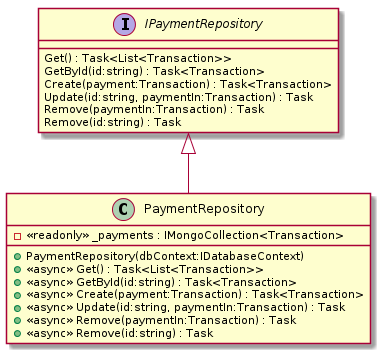 I IPaymentRepository
Get() : Task<List<Transaction>>
GetById(id:string) : Task<Transaction>
Create(payment:Transaction) : Task<Transaction>
Update(id:string, paymentIn:Transaction) : Task
Remove(paymentIn:Transaction) : Task
Remove(id:string) : Task
C PaymentRepository
«readonly» _payments : IMongoCollection<Transaction>
PaymentRepository(dbContext:IDatabaseContext)
«async» Get() : Task<List<Transaction>>
«async» GetById(id:string) : Task<Transaction>
«async» Create(payment:Transaction) : Task<Transaction>
«async» Update(id:string, paymentIn:Transaction) : Task
«async» Remove(paymentIn:Transaction) : Task
«async» Remove(id:string) : Task